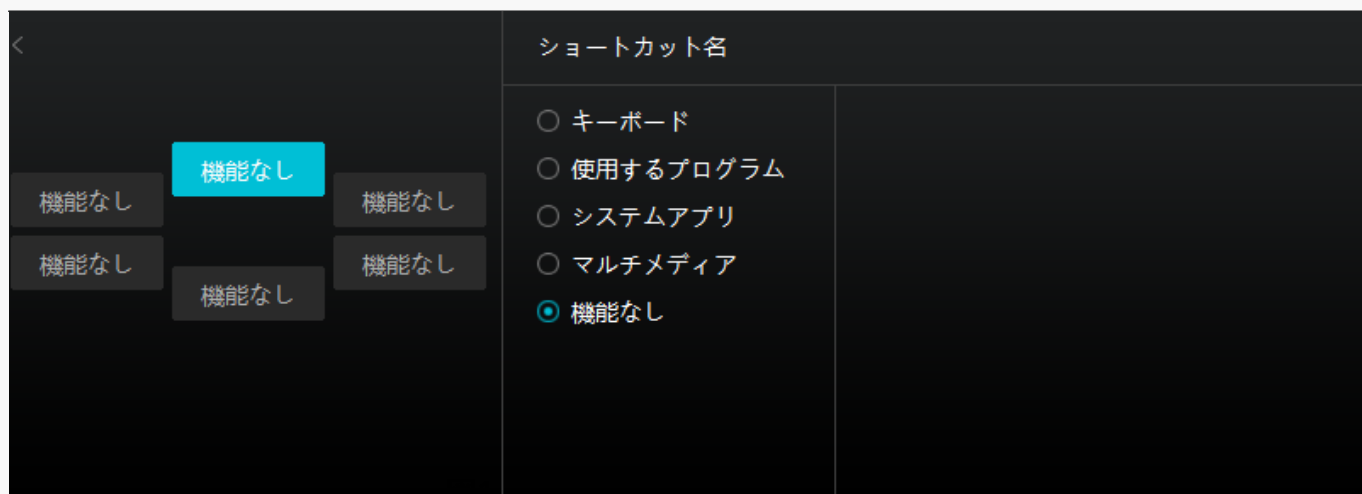 ショートカット名
機能なし
機能なし
機能なし
機能なし
機能なし
機能なし
キーボード
使用するプログラム
システムアプリ
マルチメディア
機能なし